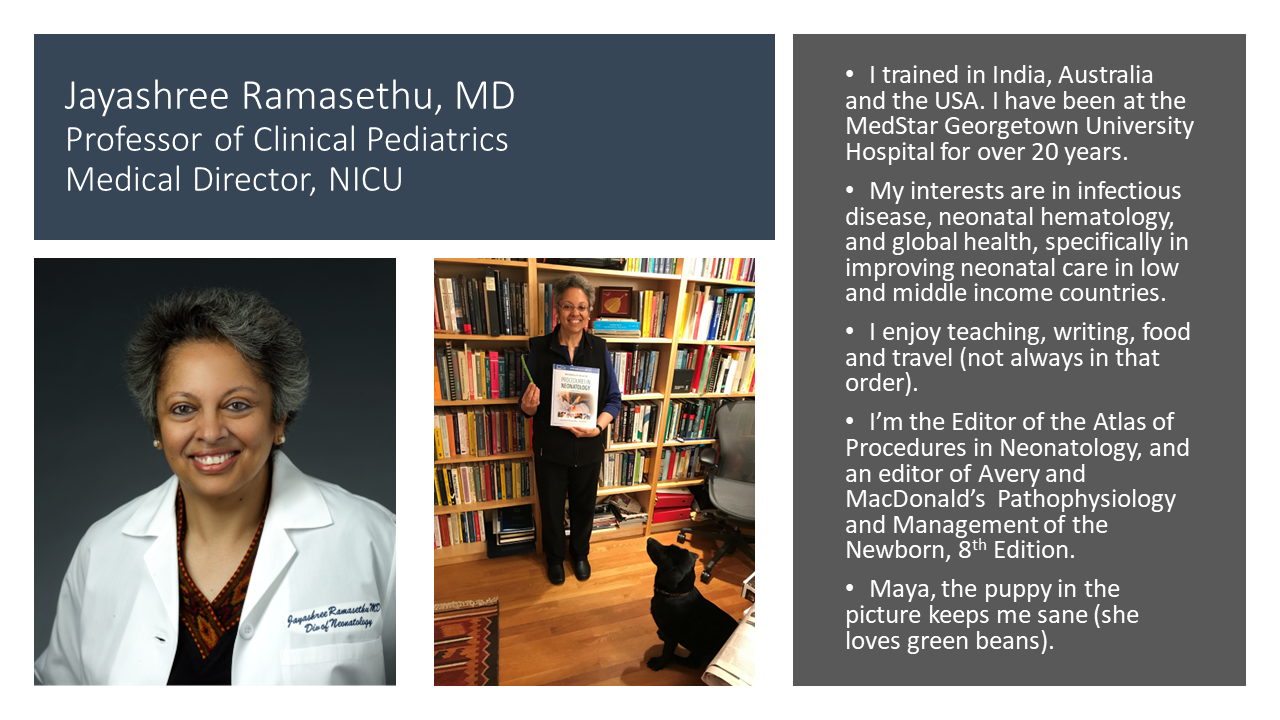 Jayashree Ramasethu, MD
Professor of Clinical Pediatrics
Medical Director, NICU
Jayashree Ramasethu MD
Div of Neonatology
PROCEDURES IN
NEONATOLOGY
• I trained in India, Australia
and the USA. I have been at the
MedStar Georgetown University
Hospital for over 20 years.
• My interests are in infectious
disease, neonatal hematology,
and global health, specifically in
improving neonatal care in low
and middle income countries.
• I enjoy teaching, writing, food
and travel (not always in that
order).
• I’m the Editor of the Atlas of
Procedures in Neonatology, and
an editor of Avery and
MacDonald’s Pathophysiology
and Management of the
Newborn, 8th Edition.
• Maya, the puppy in the
picture keeps me sane (she
loves green beans).